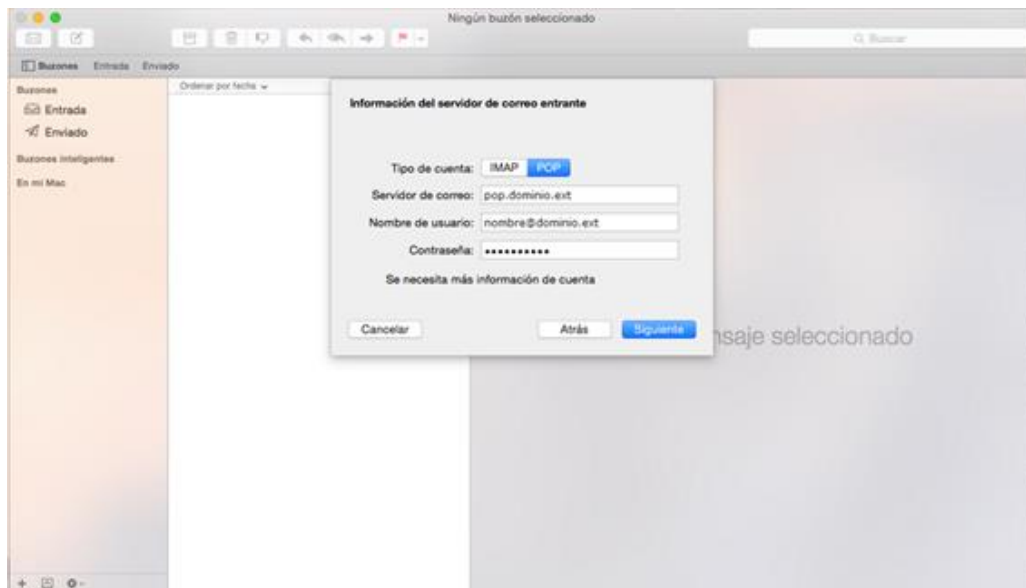 Ningún buzón seleccionado
Buscar
Buzones Entrada Enviado
Buzones
Entrada
Enviado
Buzones inteligentes
En mi Mac
Ordenar por fecha
Información del servidor de correo entrante
Tipo de cuenta: IMAP POP
Servidor de correo: pop.dominio.ext
Nombre de usuario: nombre@dominio.ext
Contraseña: ••••••••••
Se necesita más información de cuenta
Cancelar Atrás Siguiente
nsaje seleccionado